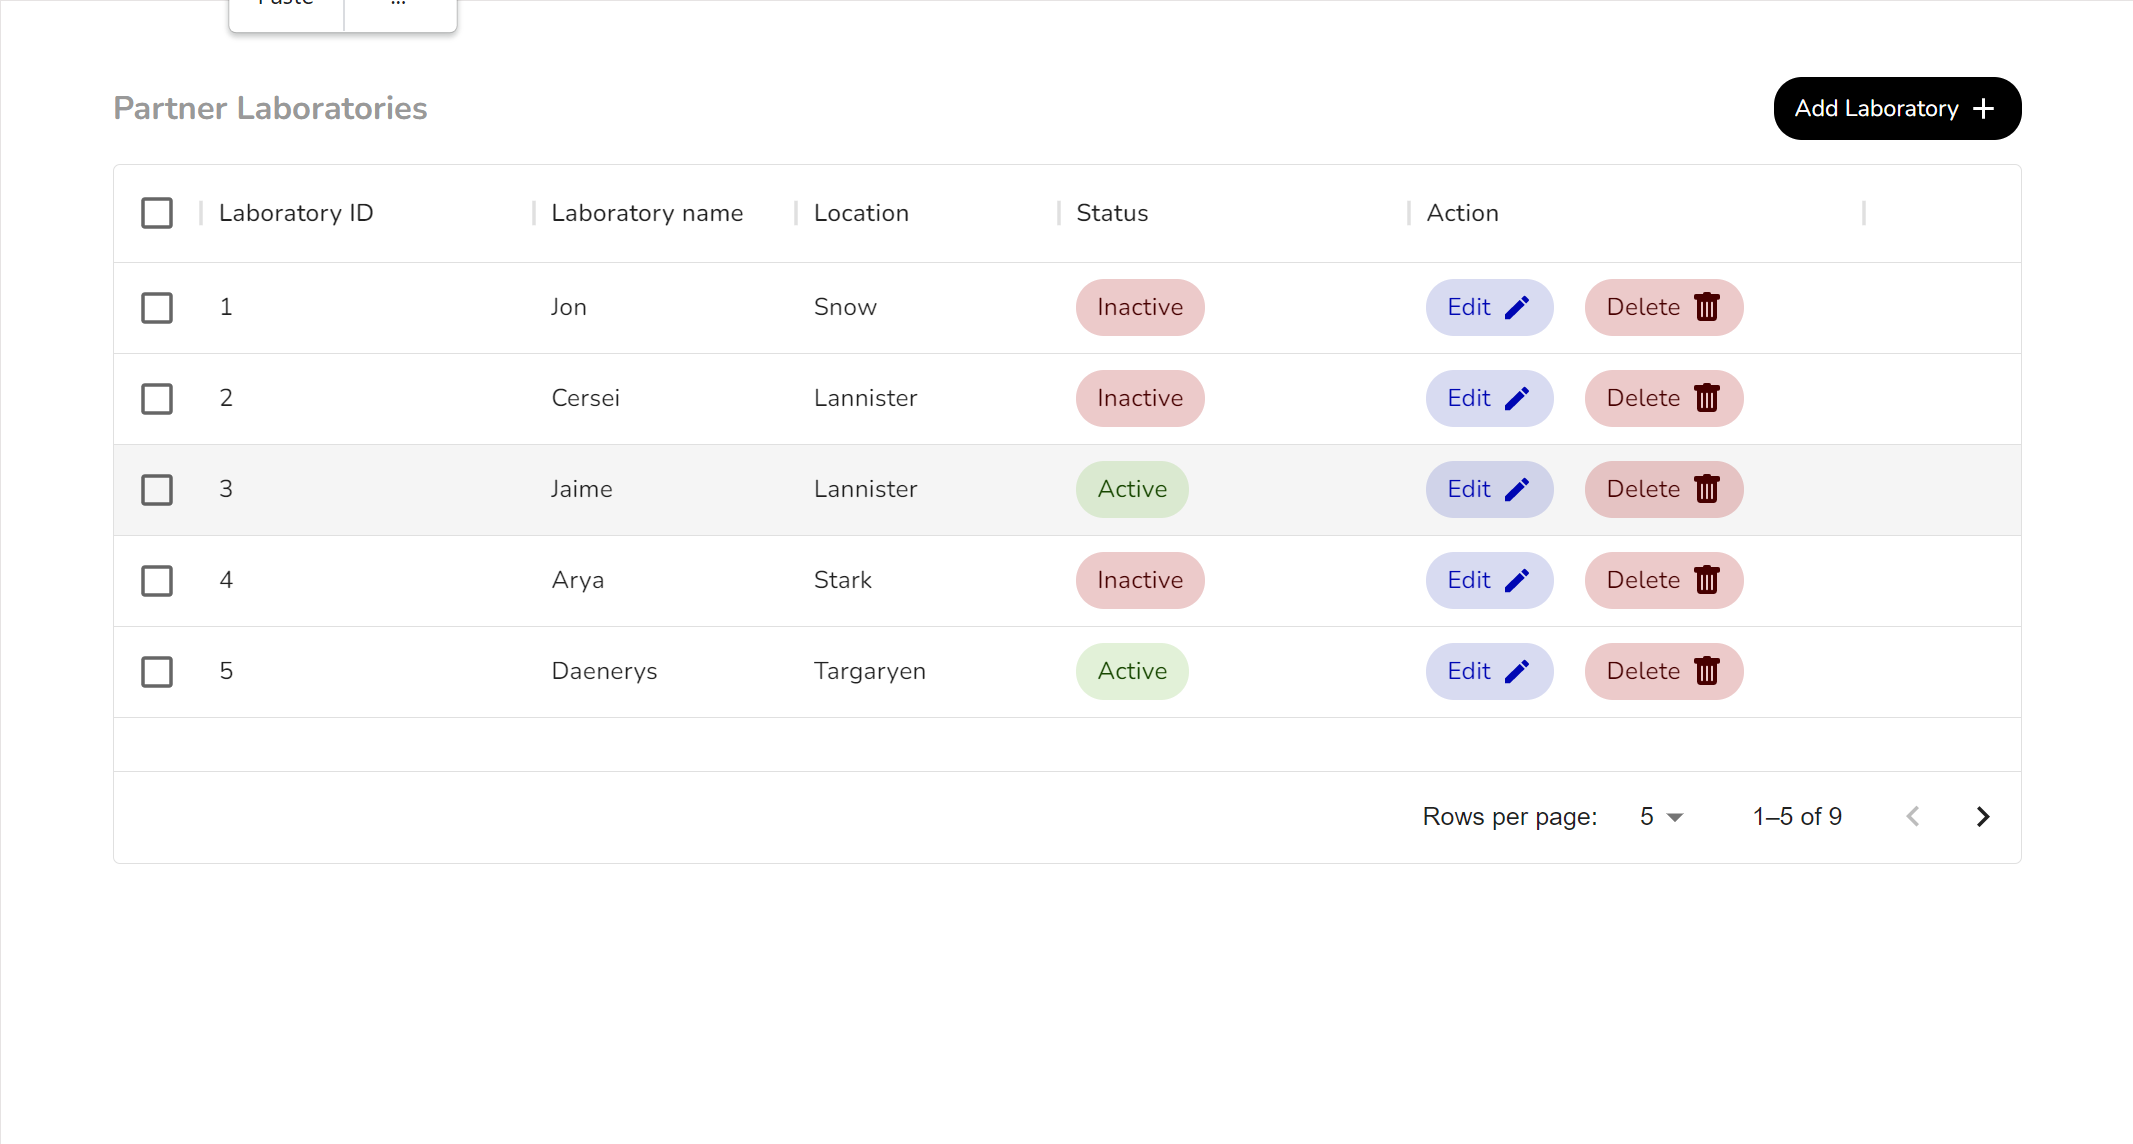 Paste ...
Partner Laboratories
Add Laboratory
Laboratory ID Laboratory name Location Status Action
1 Jon Snow Inactive Edit Delete
2 Cersei Lannister Inactive Edit Delete
3 Jaime Lannister Active Edit Delete
4 Arya Stark Inactive Edit Delete
5 Daenerys Targaryen Active Edit Delete
Rows per page: 5 1–5 of 9